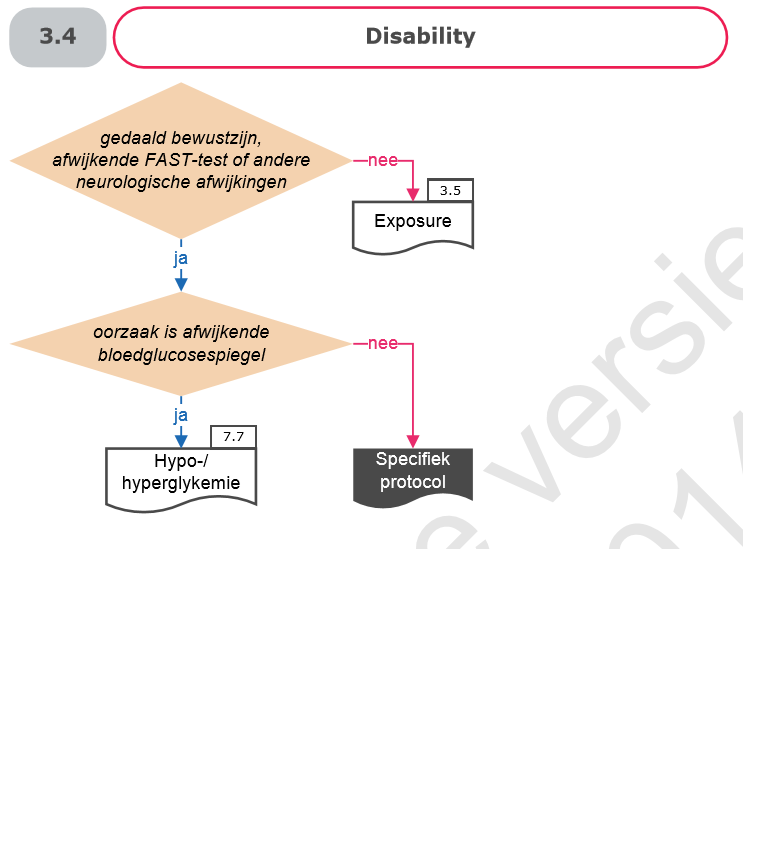 3.4
Disability
gedaald bewustzijn,
afwijkende FAST-test of andere
neurologische afwijkingen
nee
3.5
Exposure
ja
oorzaak is afwijkende
bloedglucosespiegel
nee
ja
7.7
Hypo-/
hyperglykemie
Specifiek
protocol
versie